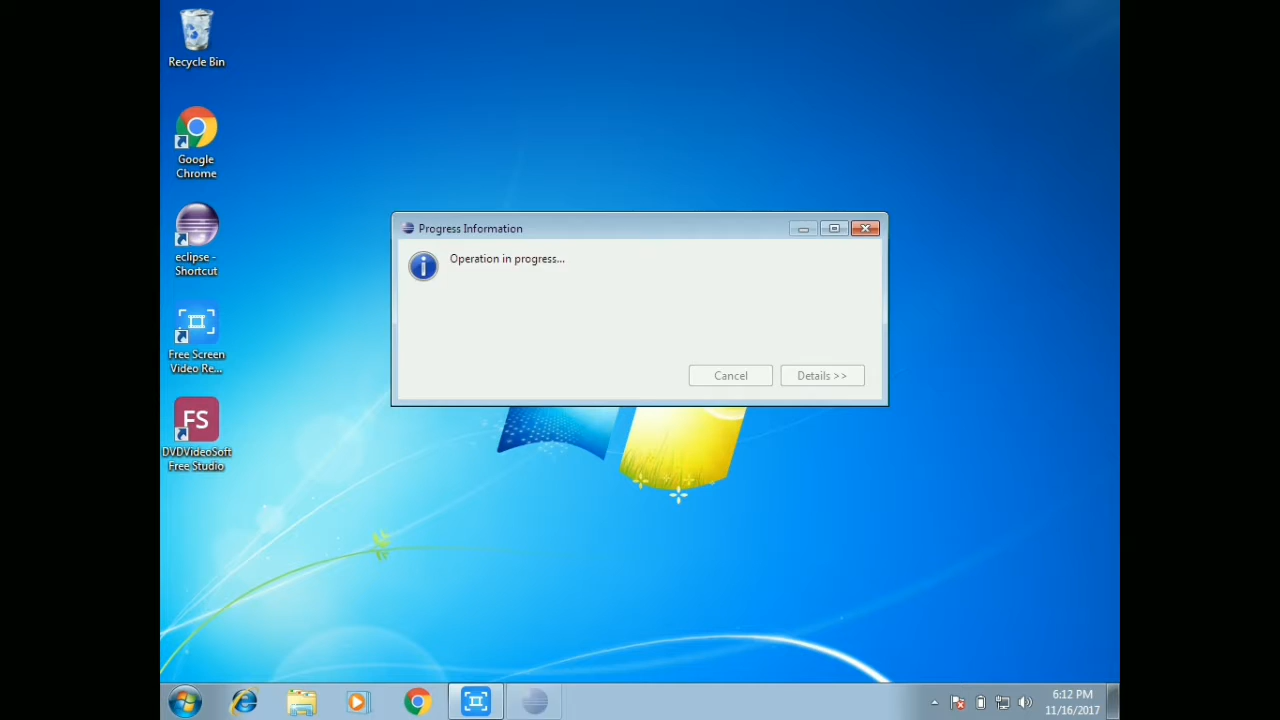 Recycle Bin
Google
Chrome
eclipse -
Shortcut
Free Screen
Video Re...
FS
DVDVideoSoft
Free Studio
Progress Information
Operation in progress...
Cancel
Details >>
6:12 PM
11/16/2017